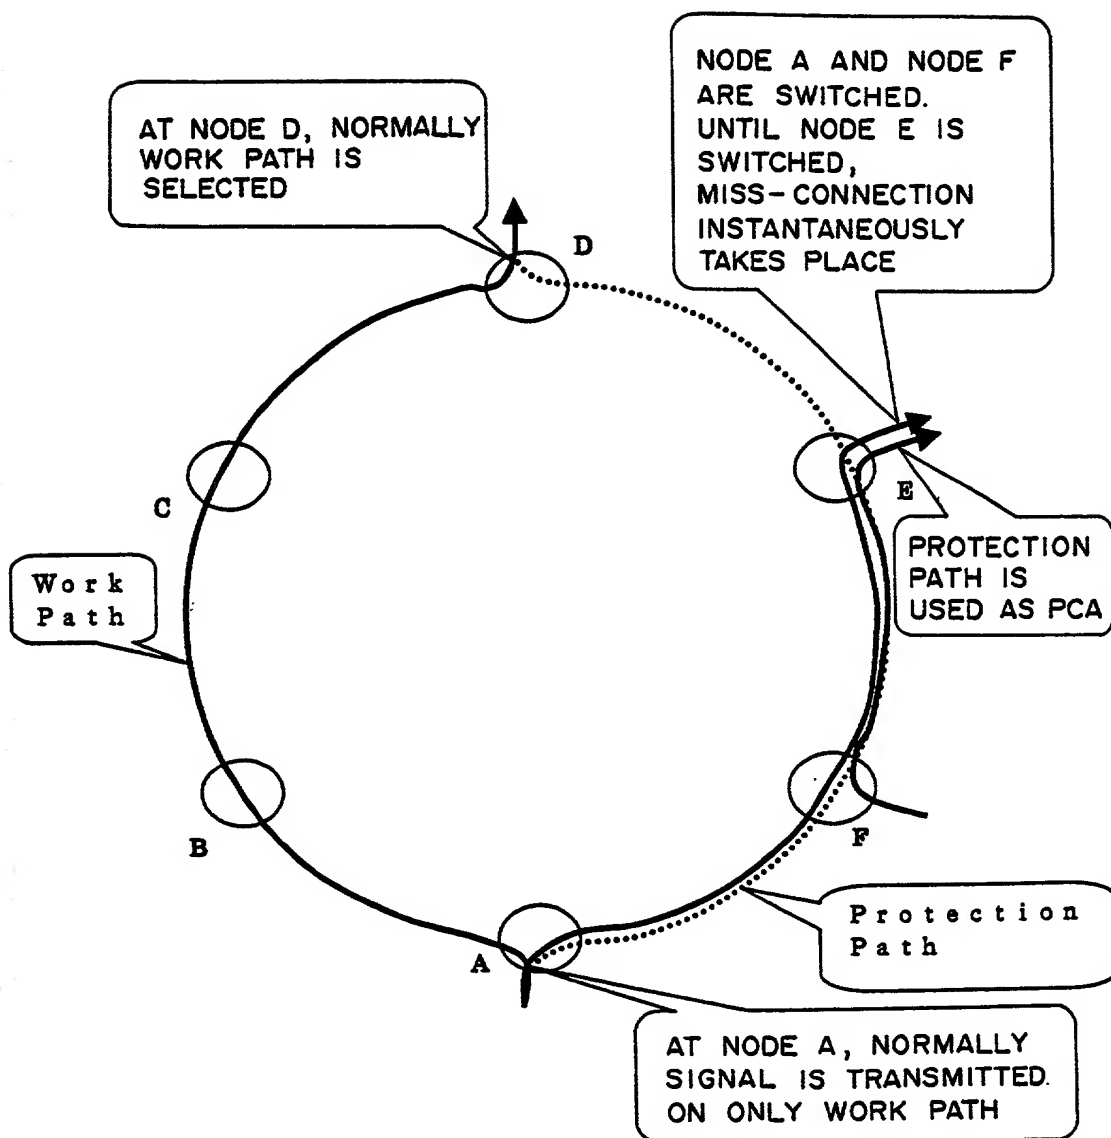 NODE A AND NODE F
ARE SWITCHED.
UNTIL NODE E IS
SWITCHED,
MISS-CONNECTION
INSTANTANEOUSLY
TAKES PLACE
AT NODE D, NORMALLY
WORK PATH IS
SELECTED
D
C
E
PROTECTION
PATH IS
USED AS PCA
Work
Path
B
F
A
Protection
Path
AT NODE A, NORMALLY
SIGNAL IS TRANSMITTED.
ON ONLY WORK PATH